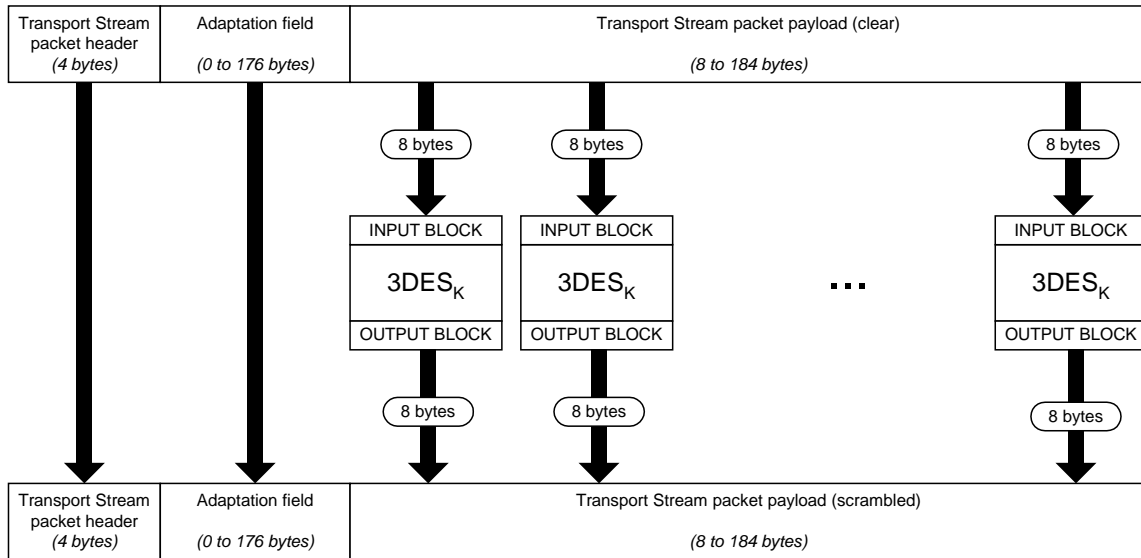 Transport Stream
packet header
(4 bytes)
Adaptation field
(0 to 176 bytes)
Transport Stream packet payload (clear)
(8 to 184 bytes)
8 bytes
8 bytes
8 bytes
INPUT BLOCK
3DES_K
OUTPUT BLOCK
INPUT BLOCK
3DES_K
OUTPUT BLOCK
...
INPUT BLOCK
3DES_K
OUTPUT BLOCK
8 bytes
8 bytes
8 bytes
Transport Stream
packet header
(4 bytes)
Adaptation field
(0 to 176 bytes)
Transport Stream packet payload (scrambled)
(8 to 184 bytes)